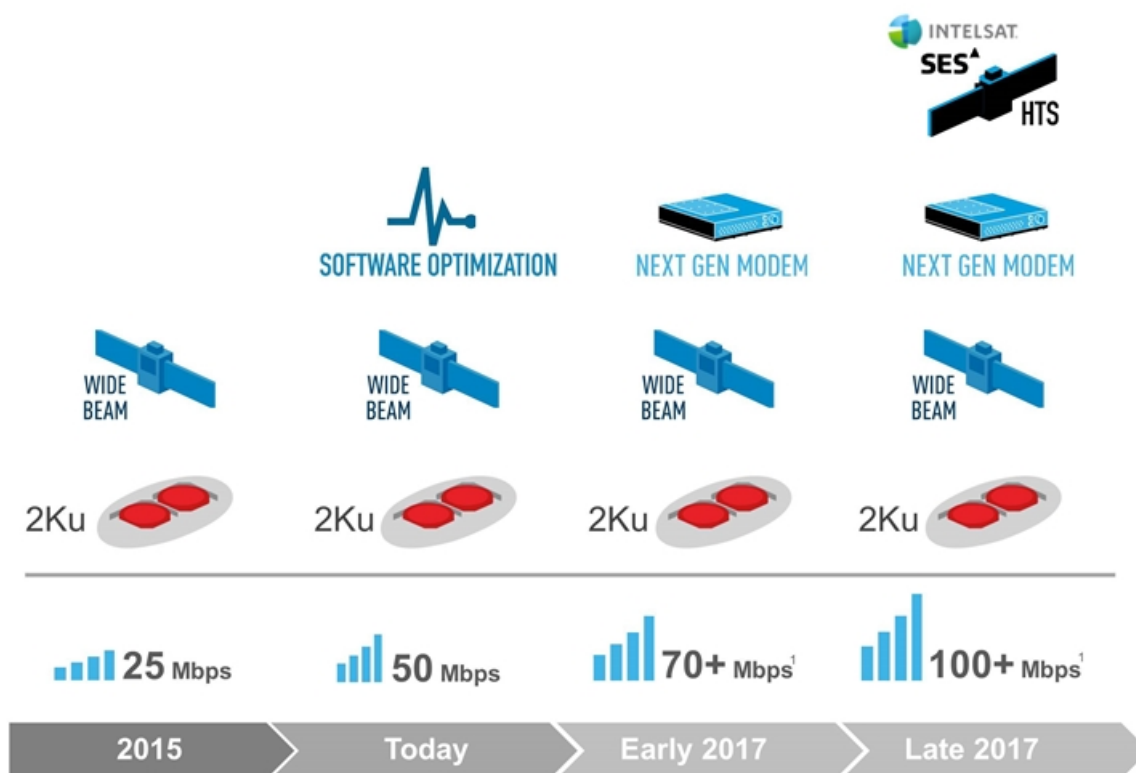 INTELSAT
SES
HTS
SOFTWARE OPTIMIZATION
NEXT GEN MODEM
NEXT GEN MODEM
WIDE
BEAM
WIDE
BEAM
WIDE
BEAM
WIDE
BEAM
2Ku
2Ku
2Ku
2Ku
25 Mbps
50 Mbps
70+ Mbps¹
100+ Mbps¹
2015
Today
Early 2017
Late 2017